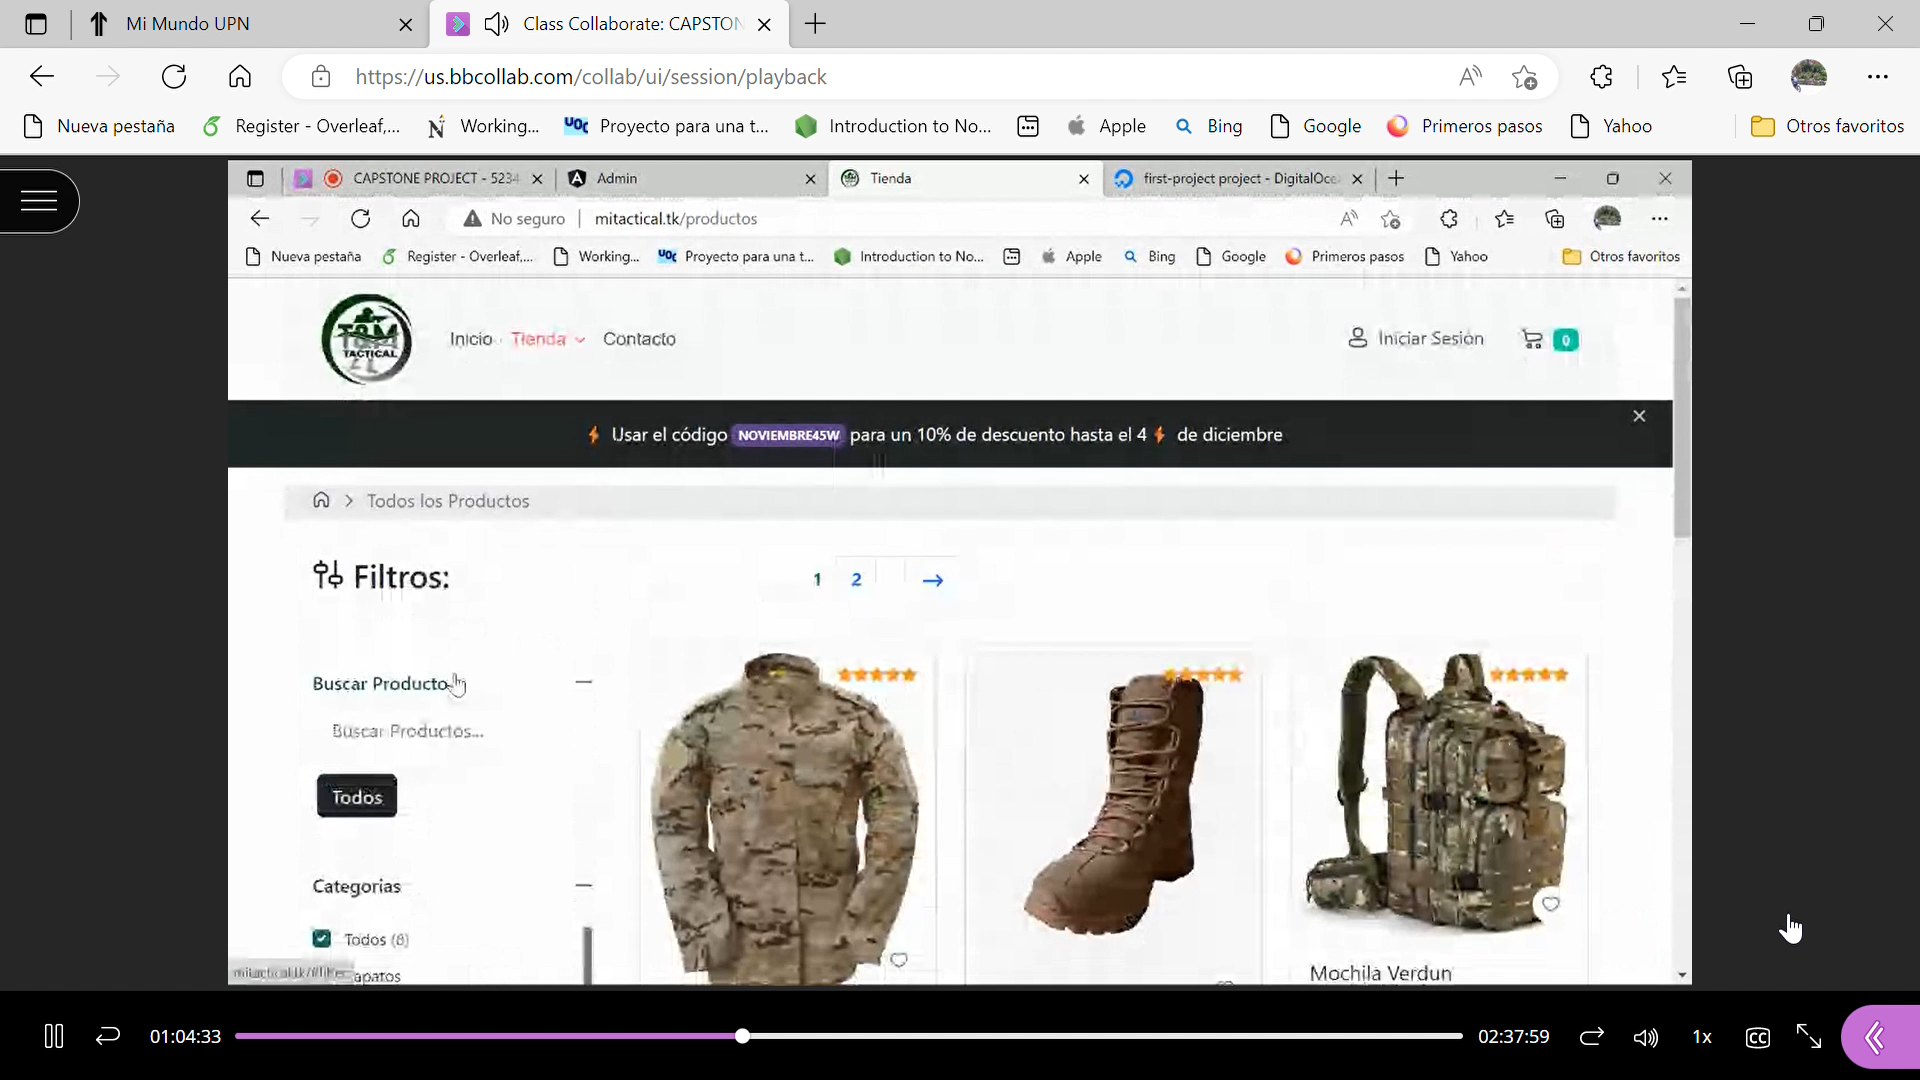 Mi Mundo UPN
Class Collaborate: CAPSTON
https://us.bbcollab.com/collab/ui/session/playback
Nueva pestaña
Register - Overleaf,...
Working...
UOC Proyecto para una t...
Introduction to No...
Apple
Bing
Google
Primeros pasos
Yahoo
Otros favoritos
CAPSTONE PROJECT - 5234
Admin
Tienda
first-project project - DigitalOce
No seguro
mitactical.tk/productos
Nueva pestaña
Register - Overleaf,...
Working...
UOC Proyecto para una t...
Introduction to No...
Apple
Bing
Google
Primeros pasos
Yahoo
Otros favoritos
T&M
TACTICAL
Inicio
Tienda
Contacto
Iniciar Sesión
0
Usar el código NOVIEMBRE45W para un 10% de descuento hasta el 4 de diciembre
Todos los Productos
Filtros:
1 2
Buscar Producto
Buscar Productos...
Todos
Categorias
Todos (8)
apatos
Mochila Verdun
01:04:33
02:37:59
1x
CC